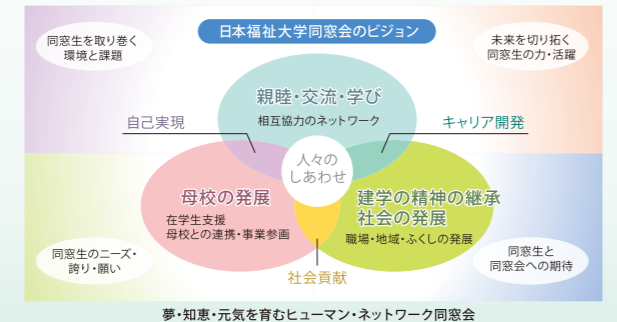 日本福祉大学同窓会のビジョン
同窓生を取り巻く
環境と課題
未来を切り拓く
同窓生の力・活躍
親睦・交流・学び
相互協力のネットワーク
自己実現
キャリア開発
人々の
しあわせ
母校の発展
在学生支援
母校との連携・事業参画
建学の精神の継承
社会の発展
職場・地域・ふくしの発展
同窓生のニーズ・
誇り・願い
同窓生と
同窓会への期待
社会貢献
夢・知恵・元気を育むヒューマン・ネットワーク同窓会